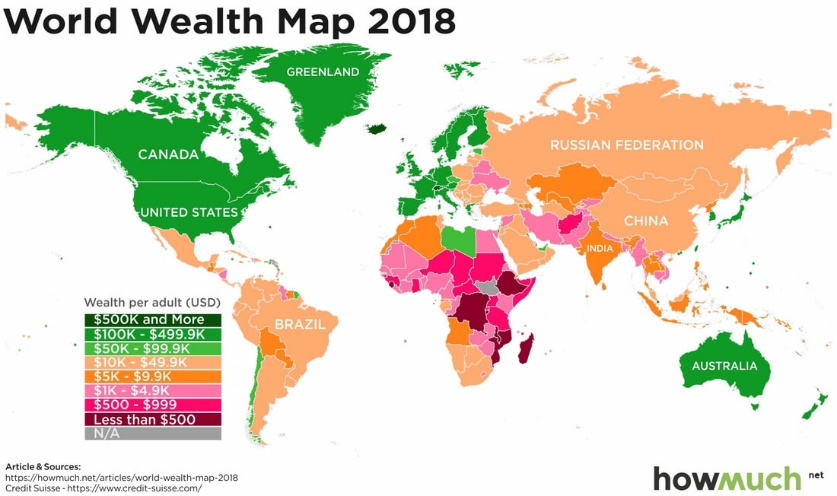 World Wealth Map 2018
GREENLAND
CANADA
RUSSIAN FEDERATION
UNITED STATES
CHINA
INDIA
Wealth per adult (USD)
$500K and More
$100K - $499.9K
$50K - $99.9K
$10K - $49.9K
$5K - $9.9K
$1K - $4.9K
$500 - $999
Less than $500
N/A
BRAZIL
AUSTRALIA
Article & Sources:
https://howmuch.net/articles/world-wealth-map-2018
Credit Suisse - https://www.credit-suisse.com/
howmuch net